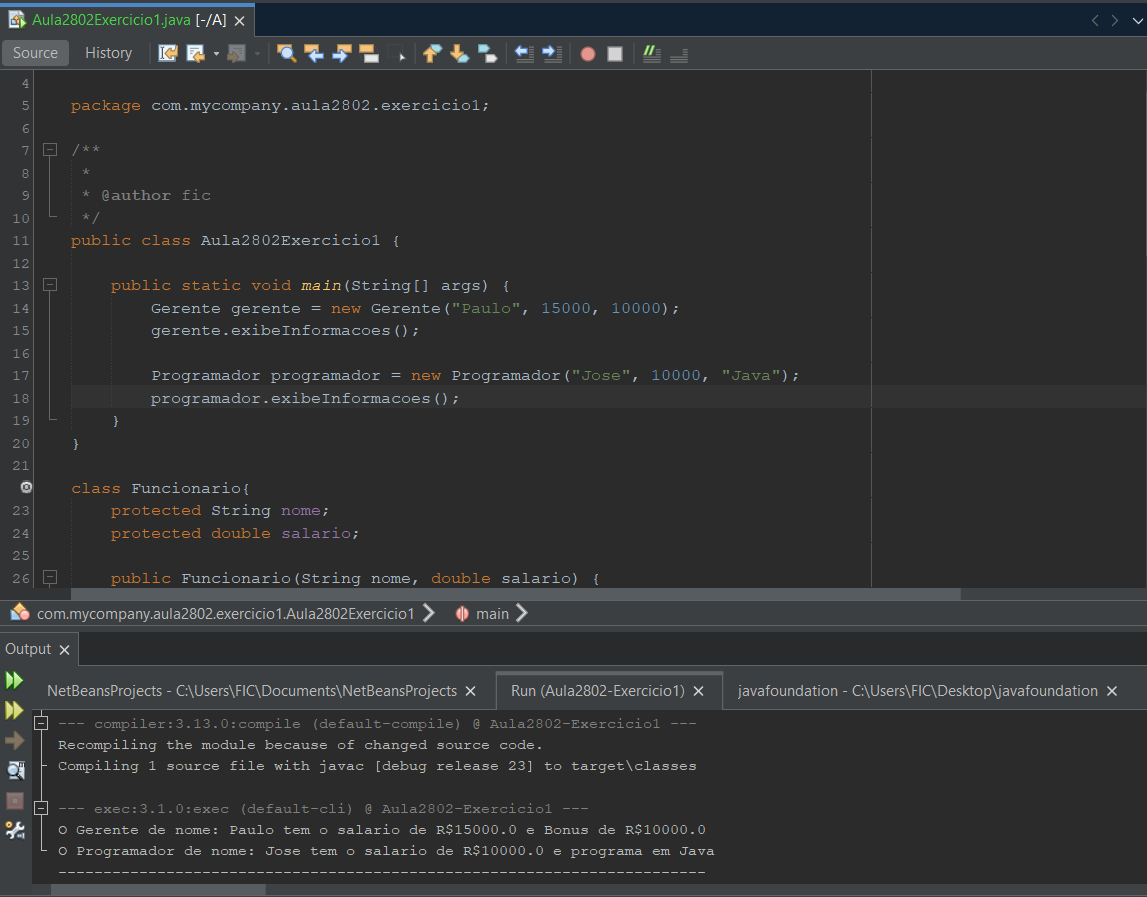 Aula2802Exercicio1.java [-/A]
Source History
4
5 package com.mycompany.aula2802.exercicio1;
6
7 /**
8 *
9 * @author fic
10 */
11 public class Aula2802Exercicio1 {
12
13 public static void main(String[] args) {
14 Gerente gerente = new Gerente("Paulo", 15000, 10000);
15 gerente.exibeInformacoes();
16
17 Programador programador = new Programador("Jose", 10000, "Java");
18 programador.exibeInformacoes();
19 }
20 }
21
class Funcionario{
23 protected String nome;
24 protected double salario;
25
26 public Funcionario(String nome, double salario) {
com.mycompany.aula2802.exercicio1.Aula2802Exercicio1 main
Output
NetBeansProjects - C:\Users\FIC\Documents\NetBeansProjects Run (Aula2802-Exercicio1) javafoundation - C:\Users\FIC\Desktop\javafoundation
--- compiler:3.13.0:compile (default-compile) @ Aula2802-Exercicio1 ---
Recompiling the module because of changed source code.
Compiling 1 source file with javac [debug release 23] to target\classes
--- exec:3.1.0:exec (default-cli) @ Aula2802-Exercicio1 ---
O Gerente de nome: Paulo tem o salario de R$15000.0 e Bonus de R$10000.0
O Programador de nome: Jose tem o salario de R$10000.0 e programa em Java
------------------------------------------------------------------------